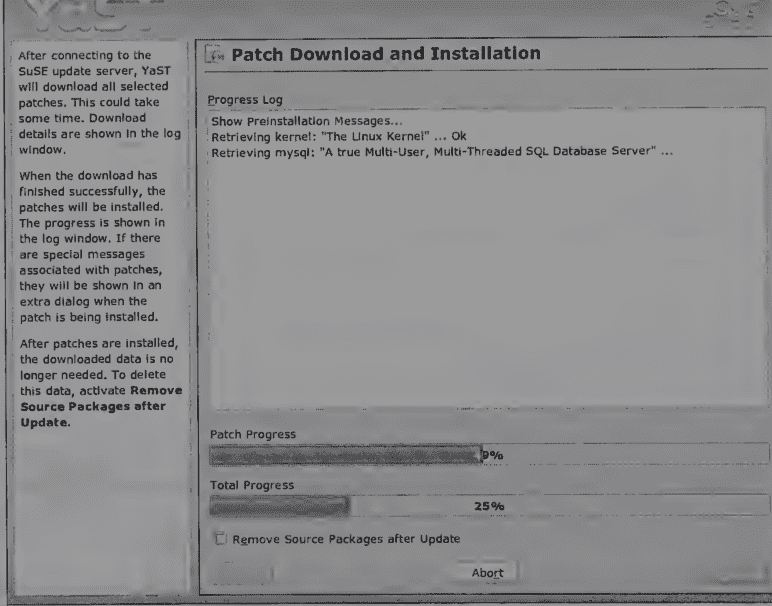 YaST
After connecting to the
SuSE update server, YaST
will download all selected
patches. This could take
some time. Download
details are shown in the log
window.
When the download has
finished successfully, the
patches will be installed.
The progress is shown in
the log window. If there
are special messages
associated with patches,
they will be shown in an
extra dialog when the
patch is being installed.
After patches are installed,
the downloaded data is no
longer needed. To delete
this data, activate Remove
Source Packages after
Update.
Patch Download and Installation
Progress Log
Show Preinstallation Messages...
Retrieving kernel: "The Linux Kernel" ... Ok
Retrieving mysql: "A true Multi-User, Multi-Threaded SQL Database Server" ...
Patch Progress
9%
Total Progress
25%
Remove Source Packages after Update
Abort